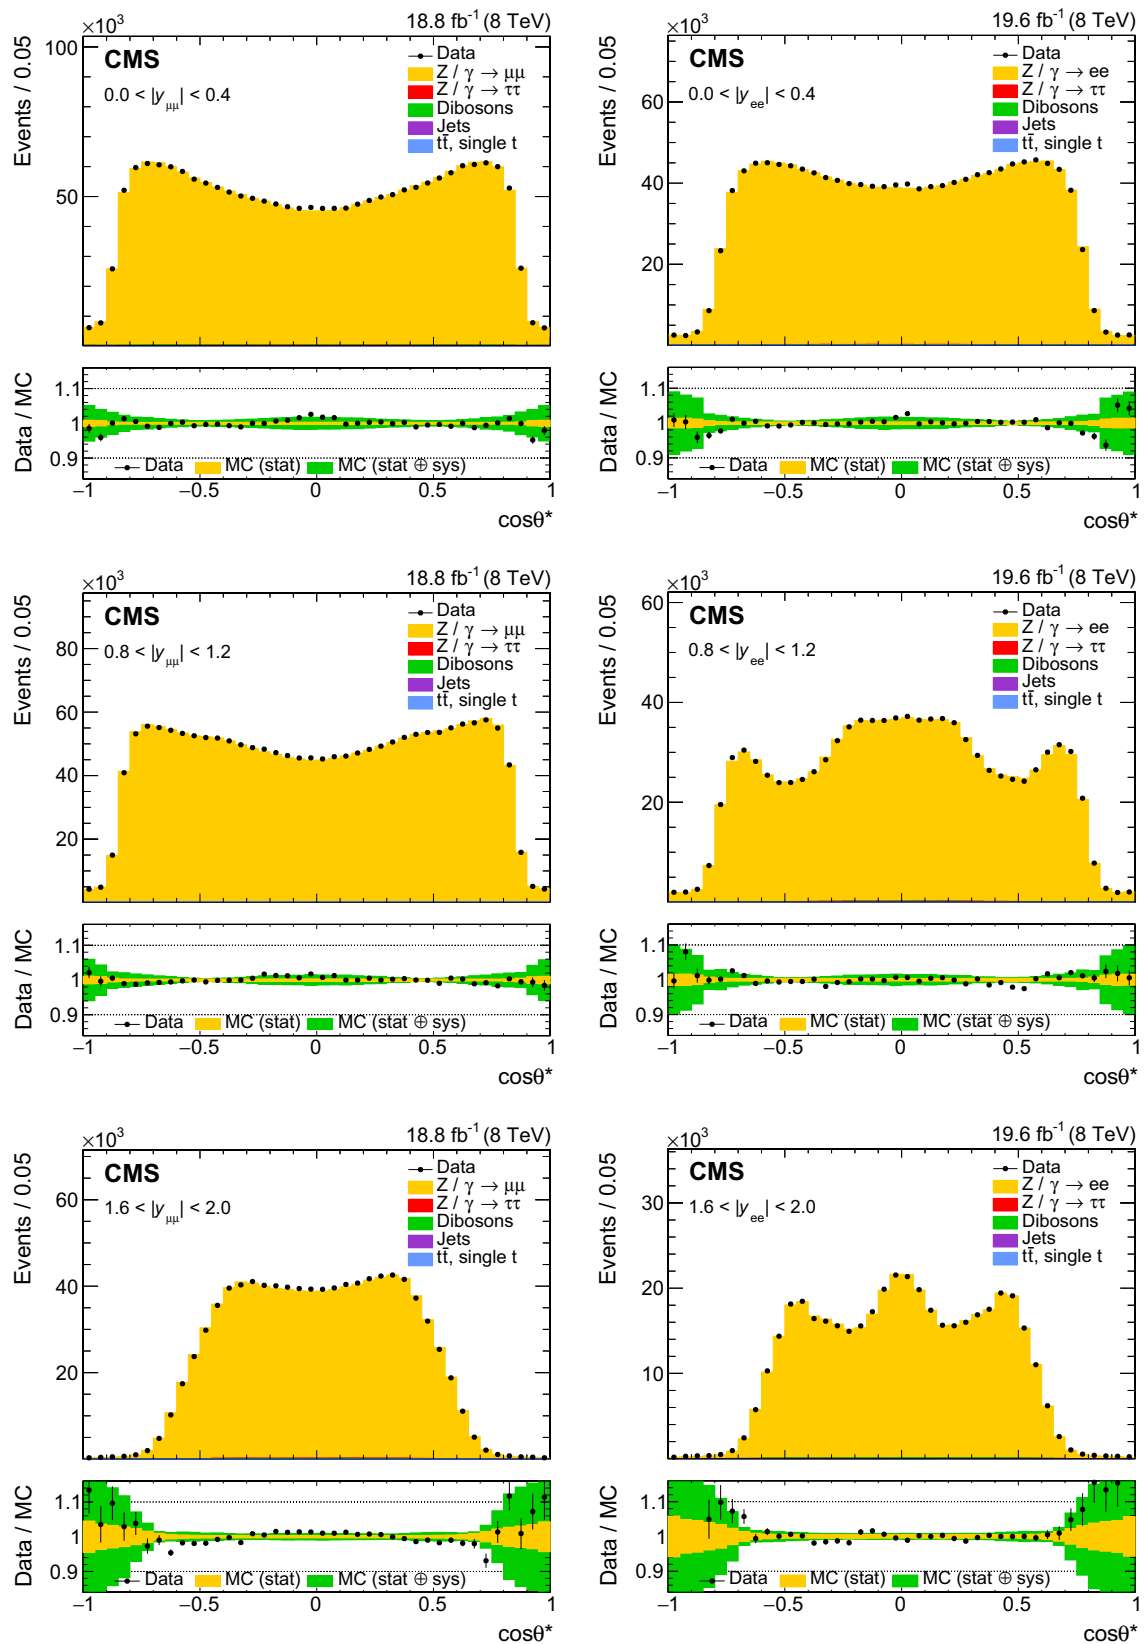 ×10³ 18.8 fb⁻¹ (8 TeV)
Events / 0.05
100
50
0
CMS
0.0 < |y_μμ| < 0.4
Data
Z / γ → μμ
Z / γ → ττ
Dibosons
Jets
tt̄, single t
Data / MC
1.1
1
0.9
Data MC (stat) MC (stat ⊕ sys)
−1 −0.5 0 0.5 1
cosθ*
×10³ 19.6 fb⁻¹ (8 TeV)
Events / 0.05
60
40
20
CMS
0.0 < |y_ee| < 0.4
Data
Z / γ → ee
Z / γ → ττ
Dibosons
Jets
tt̄, single t
Data / MC
1.1
1
0.9
Data MC (stat) MC (stat ⊕ sys)
−1 −0.5 0 0.5 1
cosθ*
×10³ 18.8 fb⁻¹ (8 TeV)
Events / 0.05
80
60
40
20
CMS
0.8 < |y_μμ| < 1.2
Data
Z / γ → μμ
Z / γ → ττ
Dibosons
Jets
tt̄, single t
Data / MC
1.1
1
0.9
Data MC (stat) MC (stat ⊕ sys)
−1 −0.5 0 0.5 1
cosθ*
×10³ 19.6 fb⁻¹ (8 TeV)
Events / 0.05
60
40
20
CMS
0.8 < |y_ee| < 1.2
Data
Z / γ → ee
Z / γ → ττ
Dibosons
Jets
tt̄, single t
Data / MC
1.1
1
0.9
Data MC (stat) MC (stat ⊕ sys)
−1 −0.5 0 0.5 1
cosθ*
×10³ 18.8 fb⁻¹ (8 TeV)
Events / 0.05
60
40
20
CMS
1.6 < |y_μμ| < 2.0
Data
Z / γ → μμ
Z / γ → ττ
Dibosons
Jets
tt̄, single t
Data / MC
1.1
1
0.9
Data MC (stat) MC (stat ⊕ sys)
−1 −0.5 0 0.5 1
cosθ*
×10³ 19.6 fb⁻¹ (8 TeV)
Events / 0.05
30
20
10
CMS
1.6 < |y_ee| < 2.0
Data
Z / γ → ee
Z / γ → ττ
Dibosons
Jets
tt̄, single t
Data / MC
1.1
1
0.9
Data MC (stat) MC (stat ⊕ sys)
−1 −0.5 0 0.5 1
cosθ*